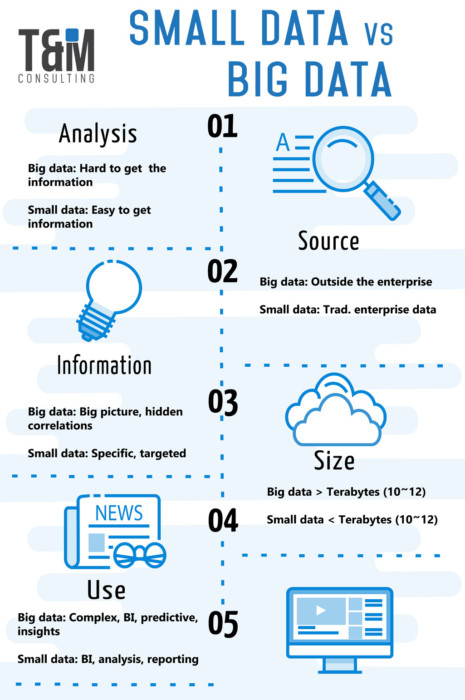 T&M
CONSULTING
SMALL DATA VS
BIG DATA
01
Analysis
Big data: Hard to get the
information
Small data: Easy to get
information
A
02
Source
Big data: Outside the enterprise
Small data: Trad. enterprise data
03
Information
Big data: Big picture, hidden
correlations
Small data: Specific, targeted
04
Size
Big data > Terabytes (10~12)
Small data < Terabytes (10~12)
NEWS
05
Use
Big data: Complex, BI, predictive,
insights
Small data: BI, analysis, reporting